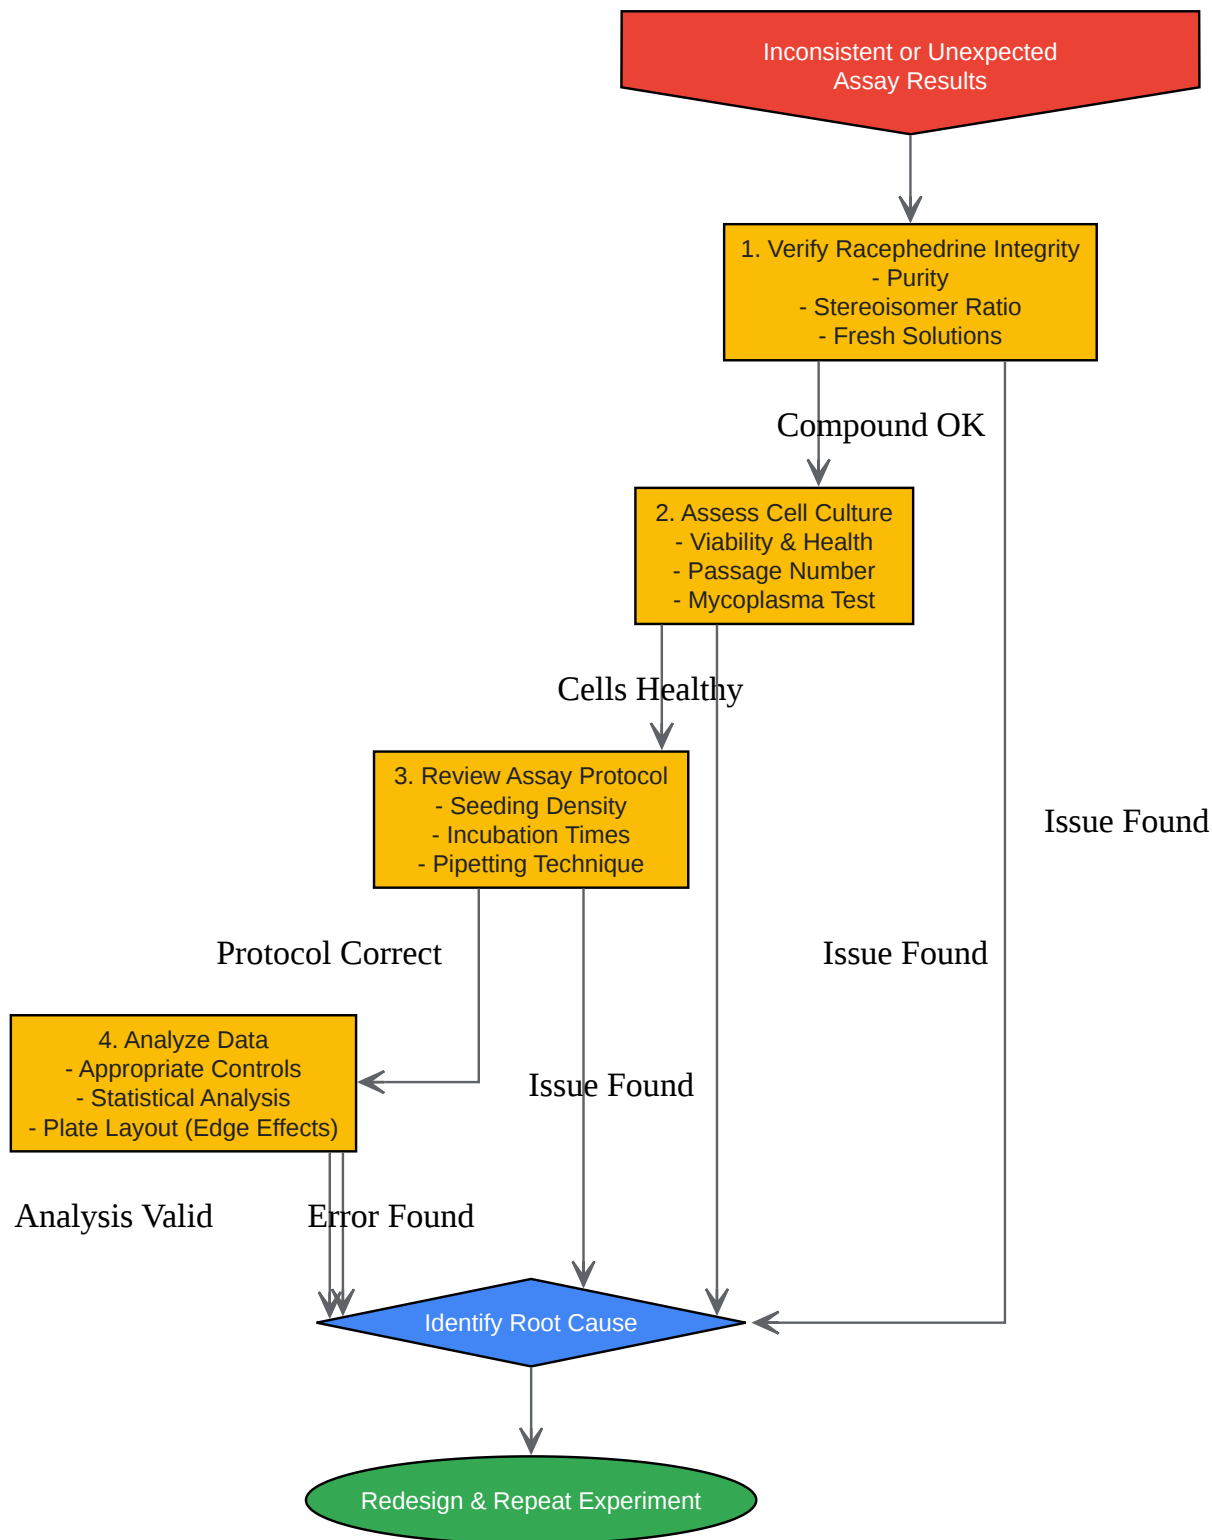 Inconsistent or Unexpected
Assay Results
1. Verify Racephedrine Integrity
- Purity
- Stereoisomer Ratio
- Fresh Solutions
Compound OK
2. Assess Cell Culture
- Viability & Health
- Passage Number
- Mycoplasma Test
Cells Healthy
3. Review Assay Protocol
- Seeding Density
- Incubation Times
- Pipetting Technique
Issue Found
Protocol Correct
Issue Found
4. Analyze Data
- Appropriate Controls
- Statistical Analysis
- Plate Layout (Edge Effects)
Issue Found
Analysis Valid
Error Found
Identify Root Cause
Redesign & Repeat Experiment